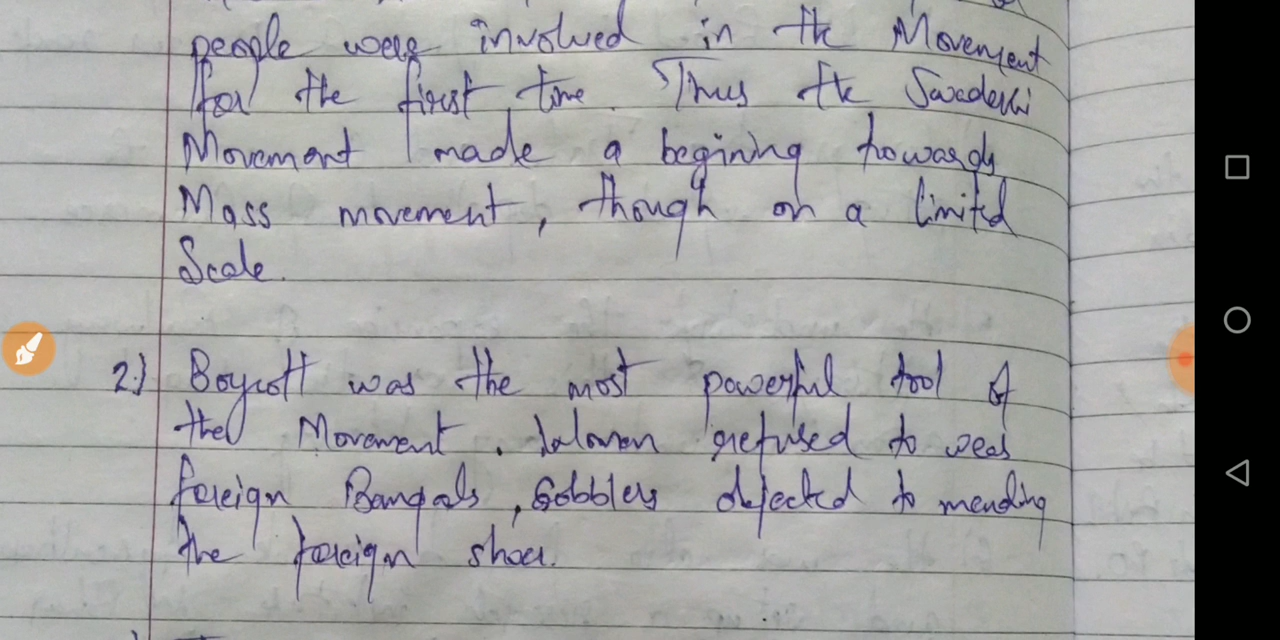 people were involved in the Movement
for the first time. Thus the Swadeshi
Movement made a begining towards
Mass movement, though on a limited
Scale.
2.) Boycott was the most powerful tool of
the Movement. Women refused to wear
foreign Bangals, Cobblers objected to mending
the foreign shoes.